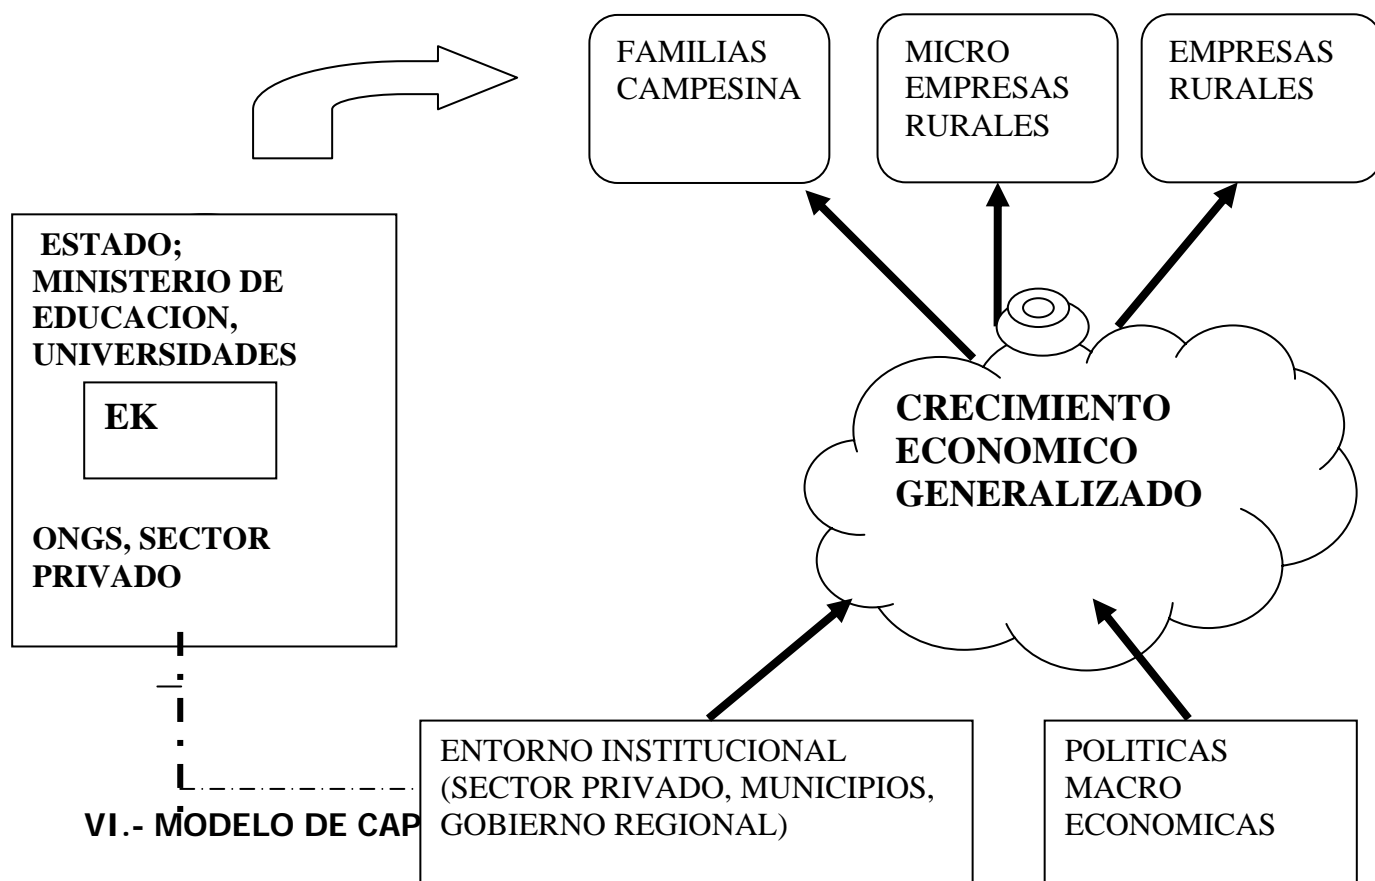 FAMILIAS
CAMPESINA
MICRO
EMPRESAS
RURALES
EMPRESAS
RURALES
ESTADO;
MINISTERIO DE
EDUCACION,
UNIVERSIDADES
EK
ONGS, SECTOR
PRIVADO
CRECIMIENTO
ECONOMICO
GENERALIZADO
ENTORNO INSTITUCIONAL
(SECTOR PRIVADO, MUNICIPIOS,
GOBIERNO REGIONAL)
POLITICAS
MACRO
ECONOMICAS
VI.- MODELO DE CAP